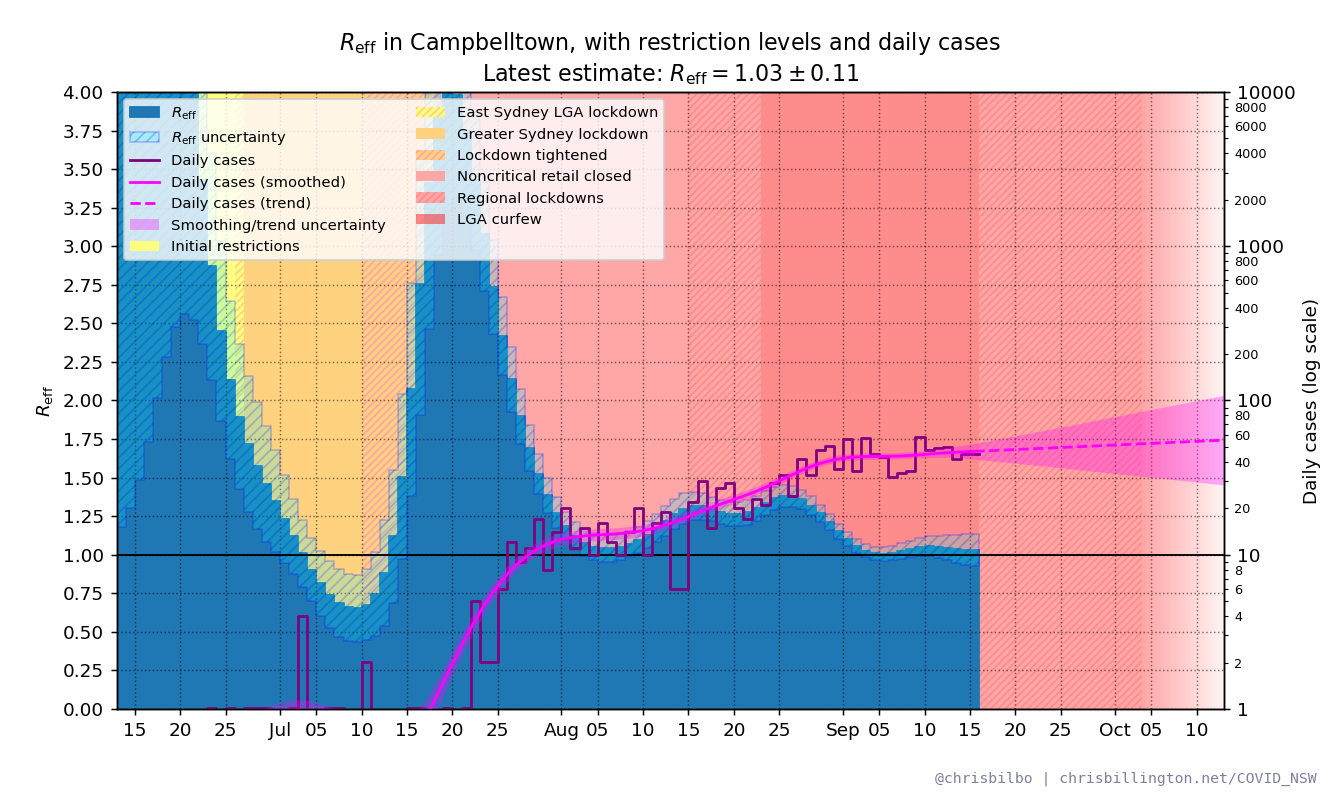 Reff in Campbelltown, with restriction levels and daily cases
Latest estimate: Reff = 1.03 ± 0.11
4.00
3.75
3.50
3.25
3.00
2.75
2.50
2.25
2.00
1.75
1.50
1.25
1.00
0.75
0.50
0.25
0.00
Reff
Reff
Reff uncertainty
Daily cases
Daily cases (smoothed)
Daily cases (trend)
Smoothing/trend uncertainty
Initial restrictions
East Sydney LGA lockdown
Greater Sydney lockdown
Lockdown tightened
Noncritical retail closed
Regional lockdowns
LGA curfew
10000
8000
6000
4000
2000
1000
800
600
400
200
100
80
60
40
20
10
8
6
4
2
1
Daily cases (log scale)
15 20 25 Jul 05 10 15 20 25 Aug 05 10 15 20 25 Sep 05 10 15 20 25 Oct 05 10
@chrisbilbo | chrisbillington.net/COVID_NSW